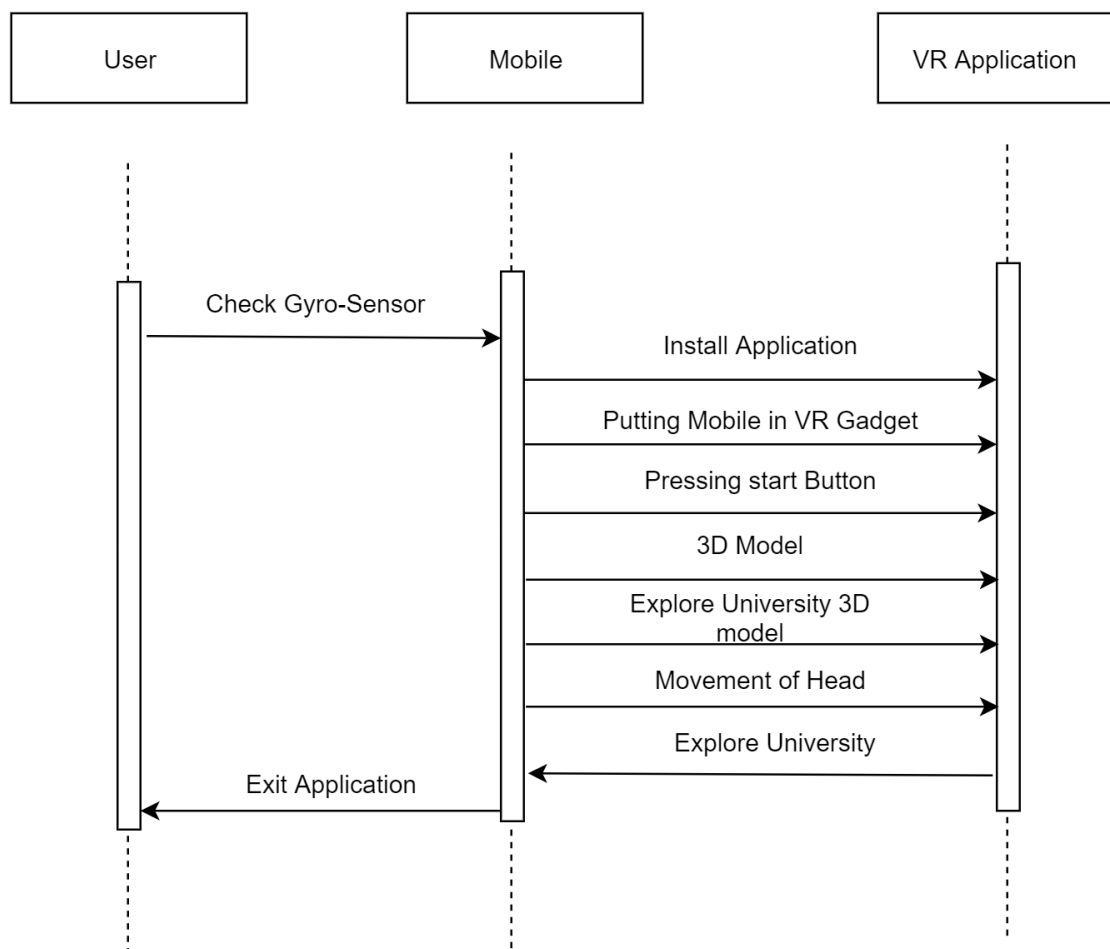 User
Mobile
VR Application
Check Gyro-Sensor
Install Application
Putting Mobile in VR Gadget
Pressing start Button
3D Model
Explore University 3D
model
Movement of Head
Explore University
Exit Application